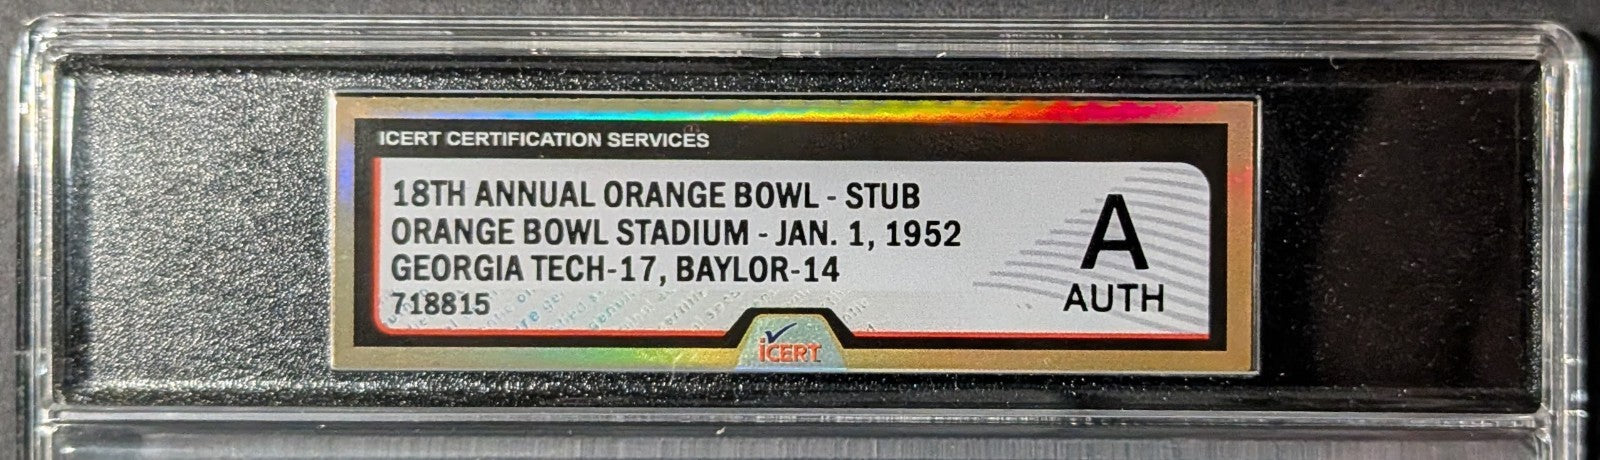 ICERT CERTIFICATION SERVICES
18TH ANNUAL ORANGE BOWL - STUB
ORANGE BOWL STADIUM - JAN. 1, 1952
GEORGIA TECH-17, BAYLOR-14
718815
A
AUTH
iCERT